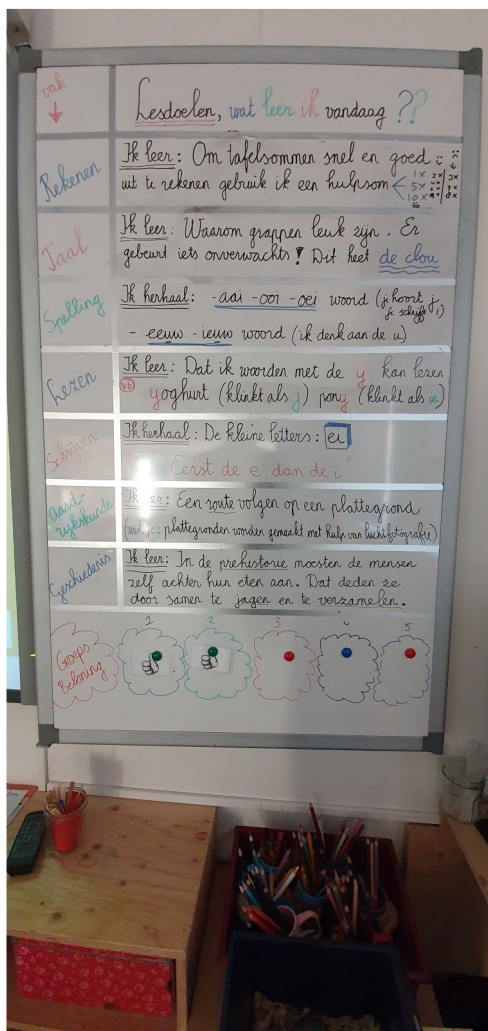 vak
Lesdoelen, wat leer ik vandaag ??
Rekenen
Ik leer: Om tafelsommen snel en goed
uit te rekenen gebruik ik een hulpsom
1x
5x
10x
Taal
Ik leer: Waarom grappen leuk zijn. Er
gebeurt iets onverwachts! Dit heet de clou
Spelling
Ik herhaal: -aai -ooi -oei woord (je hoort j,
je schrijft i)
- eeuw - ieuw woord (ik denk aan de u)
Lezen
Ik leer: Dat ik woorden met de y kan lezen
vb yoghurt (klinkt als j) pony (klinkt als ie)
Schrijven
Ik herhaal: De kleine letters: ei
"Eerst de e, dan de i"
Aard-
rijkskunde
Ik leer: Een route volgen op een plattegrond
(: plattegronden worden gemaakt met hulp van luchtfotografie)
Geschiedenis
Ik leer: In de prehistorie moesten de mensen
zelf achter hun eten aan. Dat deden ze
door samen te jagen en te verzamelen.
Groeps
Beloning
1 2 3 4 5